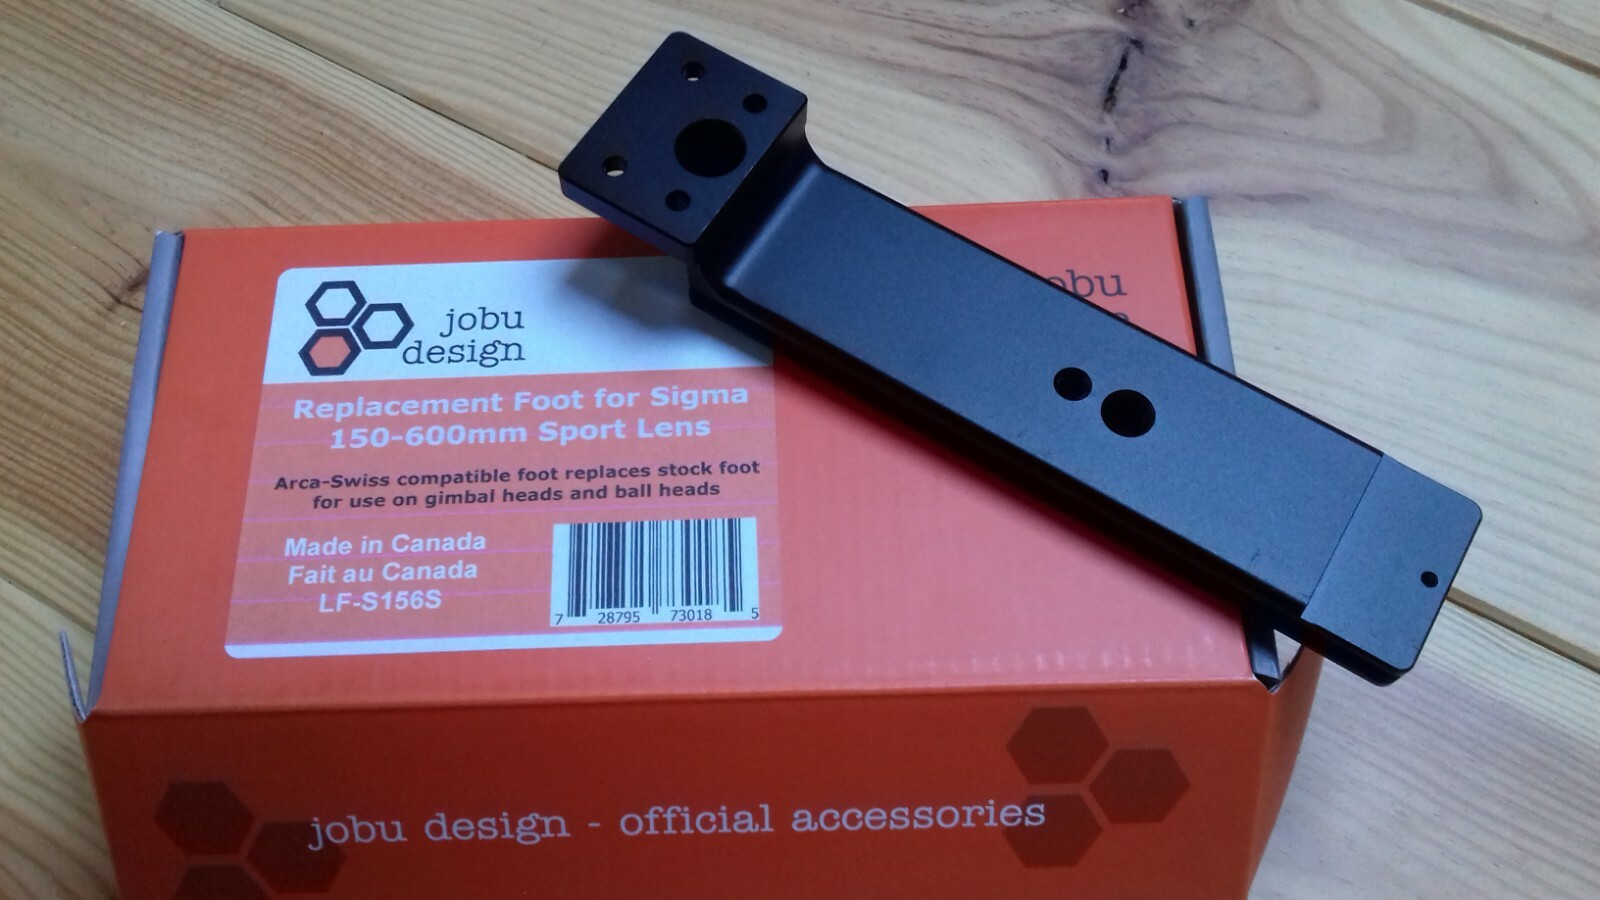 jobu
design
Replacement Foot for Sigma
150-600mm Sport Lens
Arca-Swiss compatible foot replaces stock foot
for use on gimbal heads and ball heads
Made in Canada
Fait au Canada
LF-S156S
7 28795 73018 5
obu
jobu design - official accessories